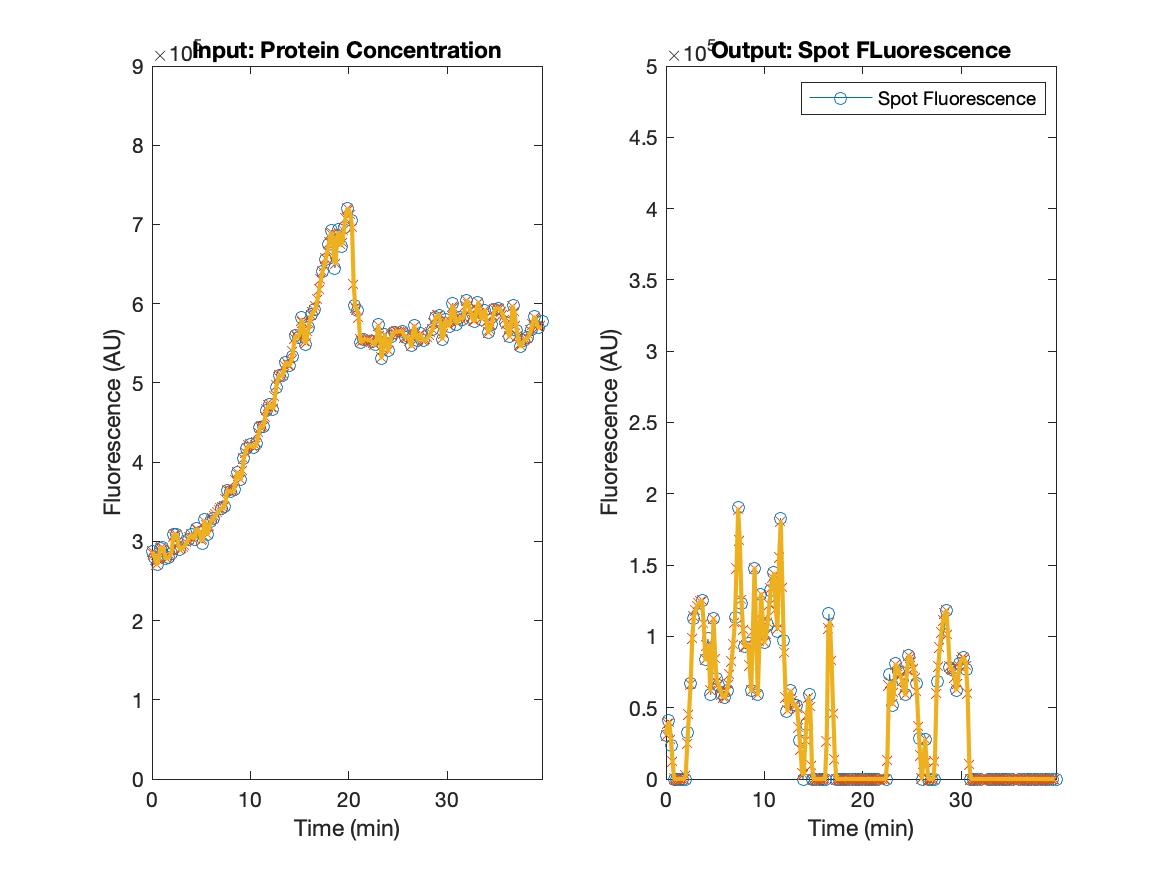 ×10⁵
Input: Protein Concentration
9
8
7
6
5
4
3
2
1
0
Fluorescence (AU)
0 10 20 30
Time (min)
×10⁵
Output: Spot FLuorescence
Spot Fluorescence
5
4.5
4
3.5
3
2.5
2
1.5
1
0.5
0
Fluorescence (AU)
0 10 20 30
Time (min)